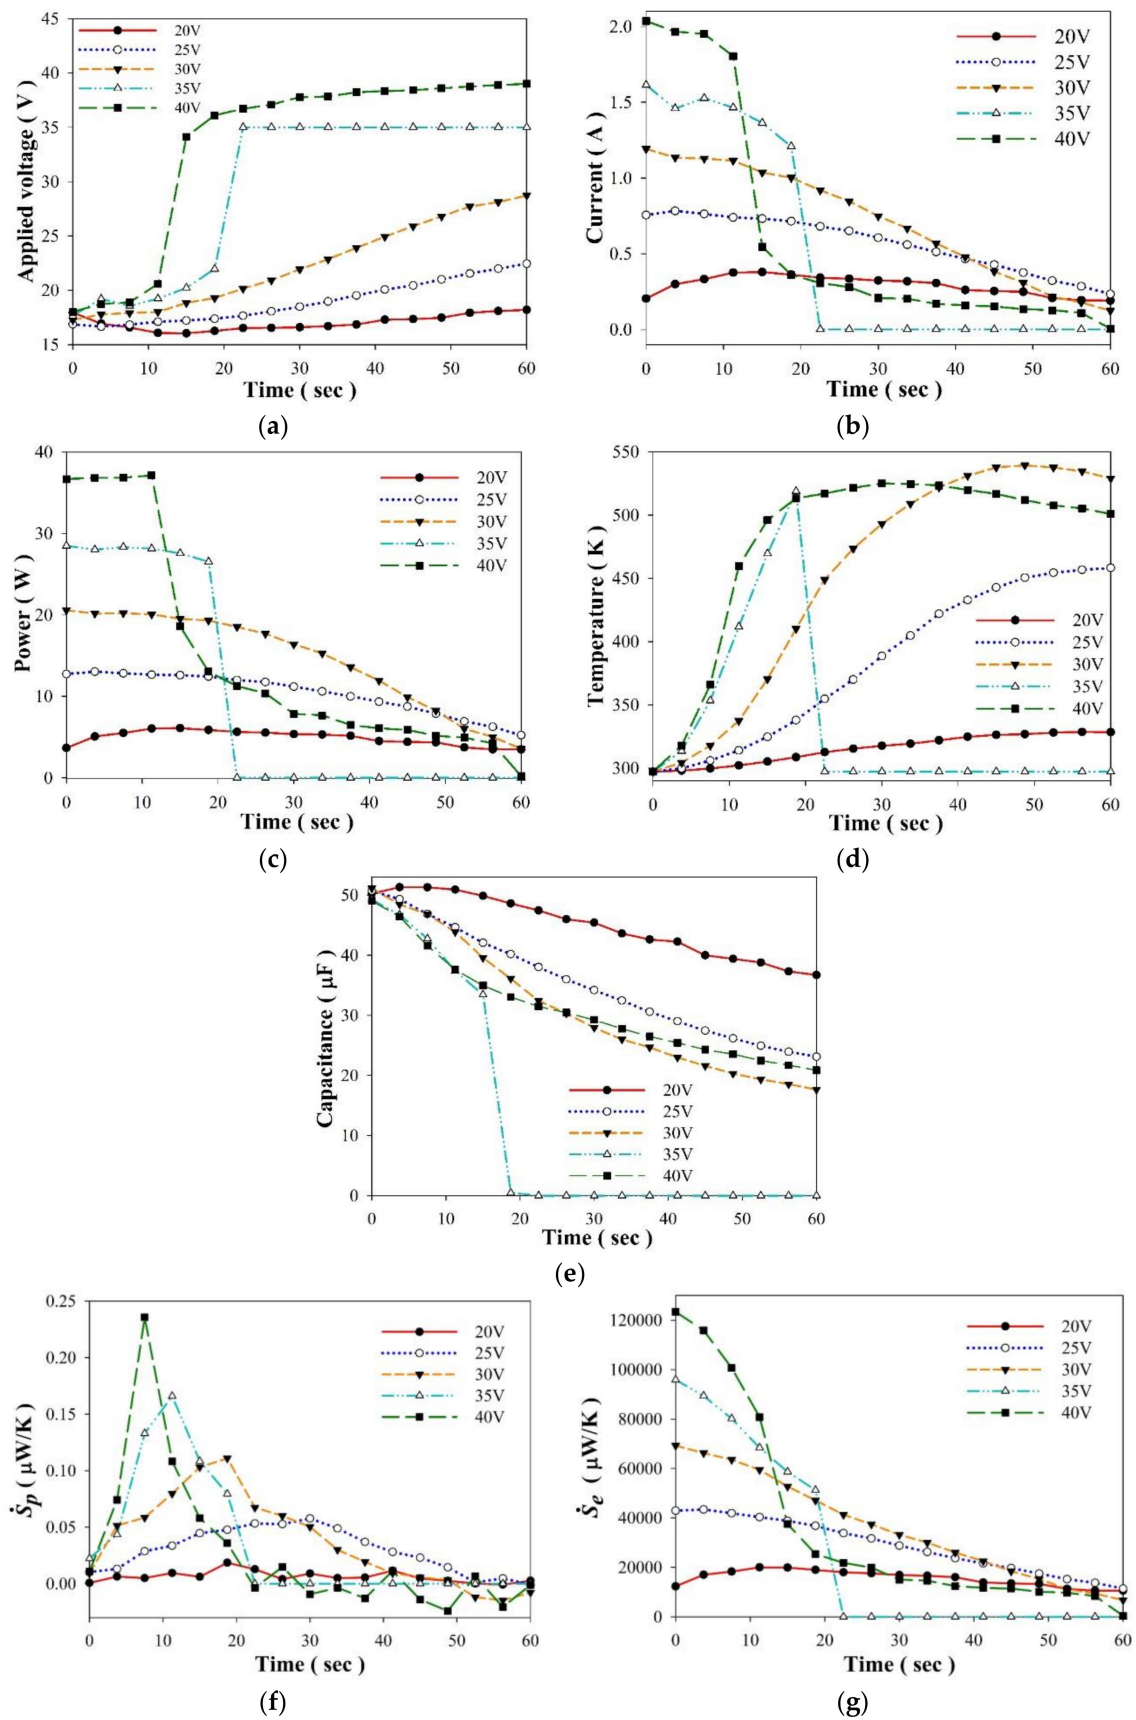 45
40
35
30
25
20
15
0 10 20 30 40 50 60
Applied voltage ( V )
Time ( sec )
20V
25V
30V
35V
40V
(a)
2.0
1.5
1.0
0.5
0.0
0 10 20 30 40 50 60
Current ( A )
Time ( sec )
20V
25V
30V
35V
40V
(b)
40
30
20
10
0
0 10 20 30 40 50 60
Power ( W )
Time ( sec )
20V
25V
30V
35V
40V
(c)
550
500
450
400
350
300
0 10 20 30 40 50 60
Temperature ( K )
Time ( sec )
20V
25V
30V
35V
40V
(d)
50
40
30
20
10
0
0 10 20 30 40 50 60
Capacitance ( μF )
Time ( sec )
20V
25V
30V
35V
40V
(e)
0.25
0.20
0.15
0.10
0.05
0.00
0 10 20 30 40 50 60
Ṡp ( μW/K )
Time ( sec )
20V
25V
30V
35V
40V
(f)
120000
100000
80000
60000
40000
20000
0
0 10 20 30 40 50 60
Ṡe ( μW/K )
Time ( sec )
20V
25V
30V
35V
40V
(g)